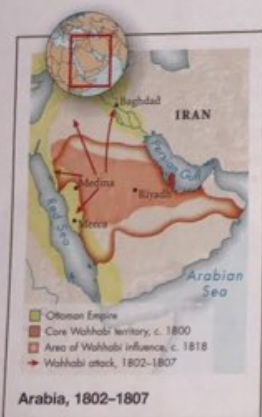 Baghdad
IRAN
Persian Gulf
Medina
Riyadh
Mecca
Red Sea
Arabian
Sea
Ottoman Empire
Core Wahhabi territory, c. 1800
Area of Wahhabi influence, c. 1818
Wahhabi attack, 1802–1807
Arabia, 1802–1807